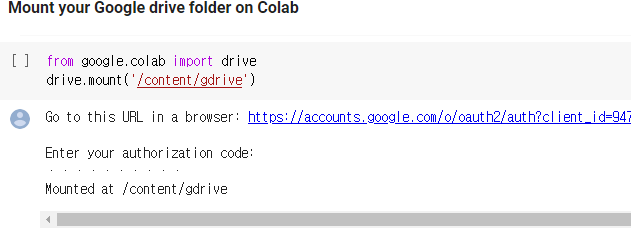 Mount your Google drive folder on Colab
[ ] from google.colab import drive
drive.mount('/content/gdrive')
Go to this URL in a browser: https://accounts.google.com/o/oauth2/auth?client_id=947
Enter your authorization code:
· · · · · · · · · ·
Mounted at /content/gdrive